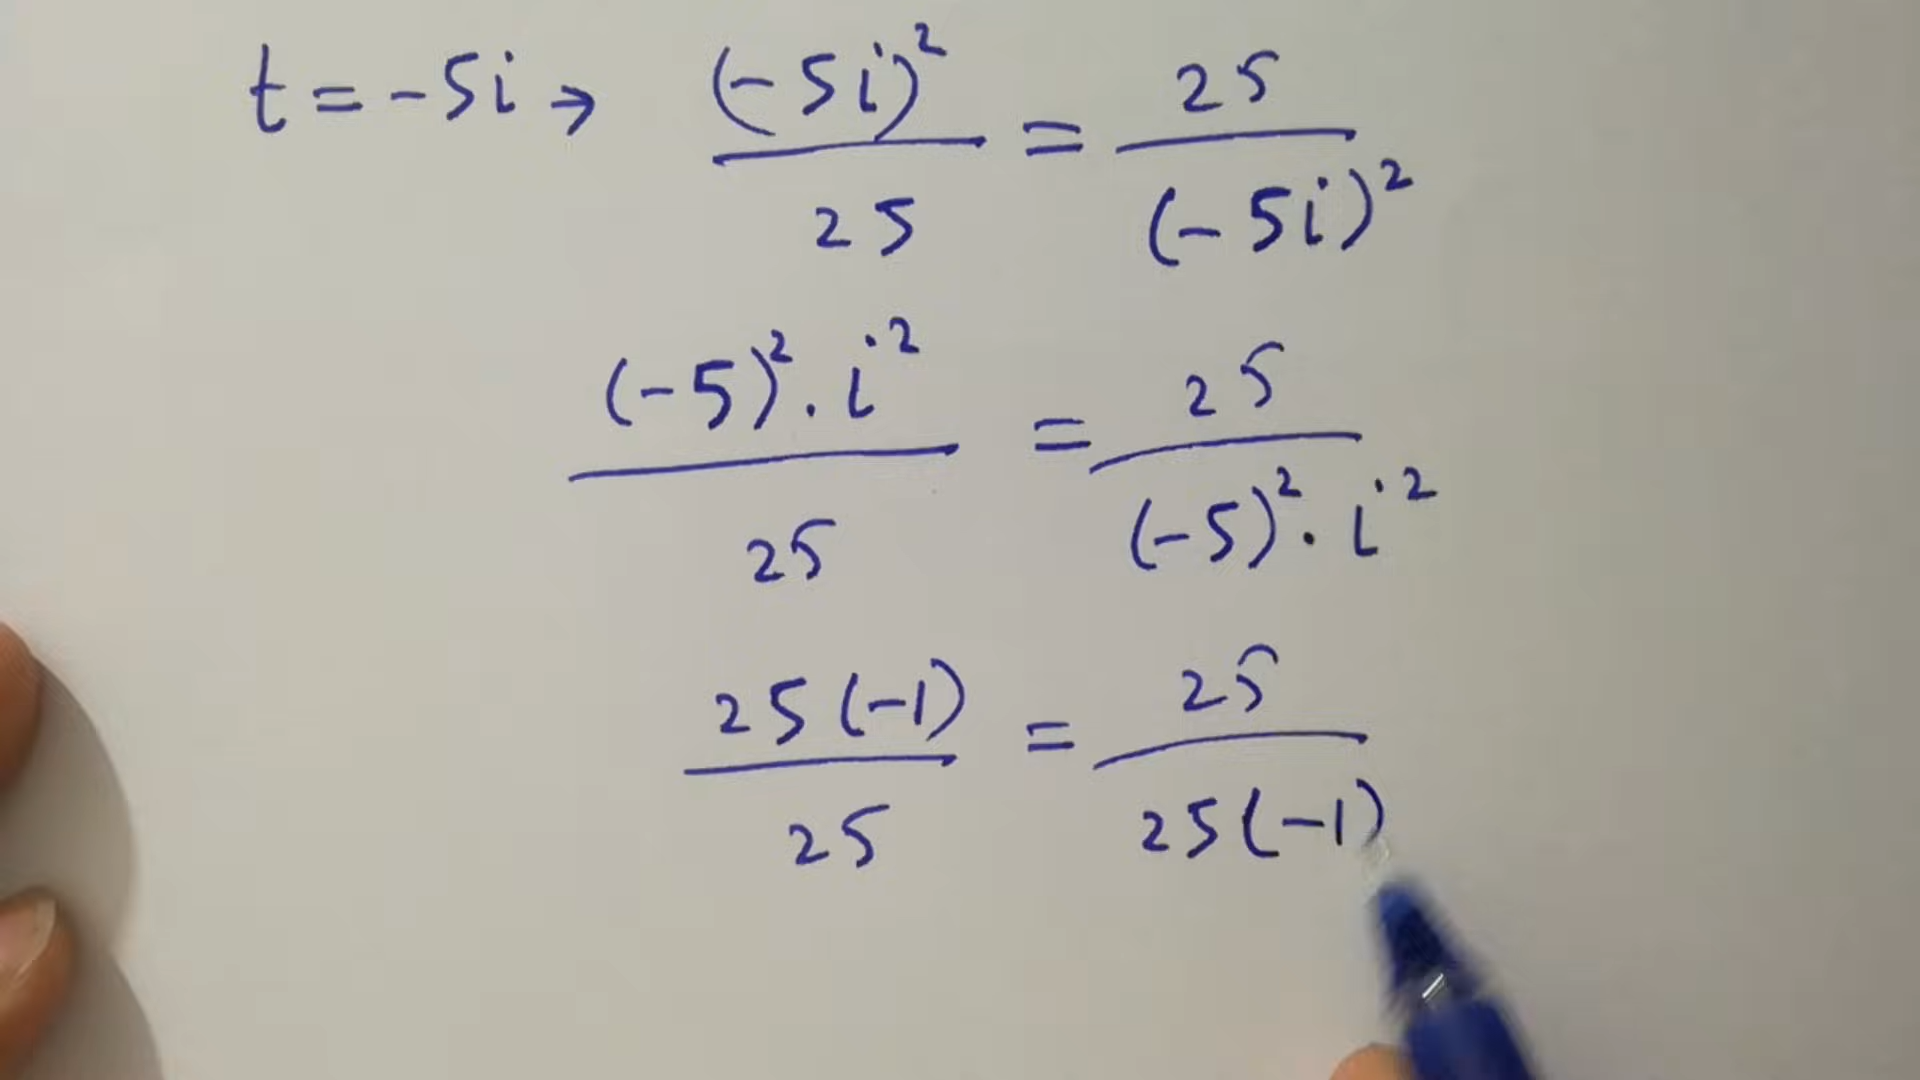 t = -5i → (-5i)² / 25 = 25 / (-5i)²
(-5)² . i² / 25 = 25 / (-5)² . i²
25(-1) / 25 = 25 / 25(-1)